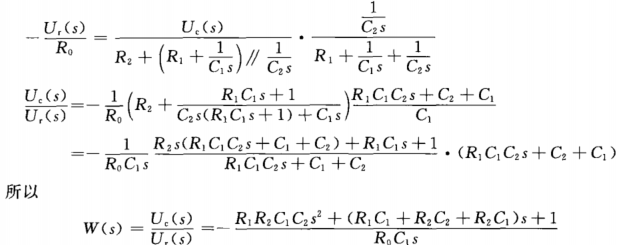 -\frac{U_r(s)}{R_0} = \frac{U_c(s)}{R_2 + \left(R_1 + \frac{1}{C_1 s}\right) // \frac{1}{C_2 s}} \cdot \frac{\frac{1}{C_2 s}}{R_1 + \frac{1}{C_1 s} + \frac{1}{C_2 s}}
\frac{U_c(s)}{U_r(s)} = -\frac{1}{R_0}\left(R_2 + \frac{R_1 C_1 s + 1}{C_2 s(R_1 C_1 s + 1) + C_1 s}\right)\frac{R_1 C_1 C_2 s + C_2 + C_1}{C_1}
= -\frac{1}{R_0 C_1 s}\frac{R_2 s(R_1 C_1 C_2 s + C_1 + C_2) + R_1 C_1 s + 1}{R_1 C_1 C_2 s + C_1 + C_2} \cdot (R_1 C_1 C_2 s + C_2 + C_1)
所以
W(s) = \frac{U_c(s)}{U_r(s)} = -\frac{R_1 R_2 C_1 C_2 s^2 + (R_1 C_1 + R_2 C_2 + R_2 C_1)s + 1}{R_0 C_1 s}